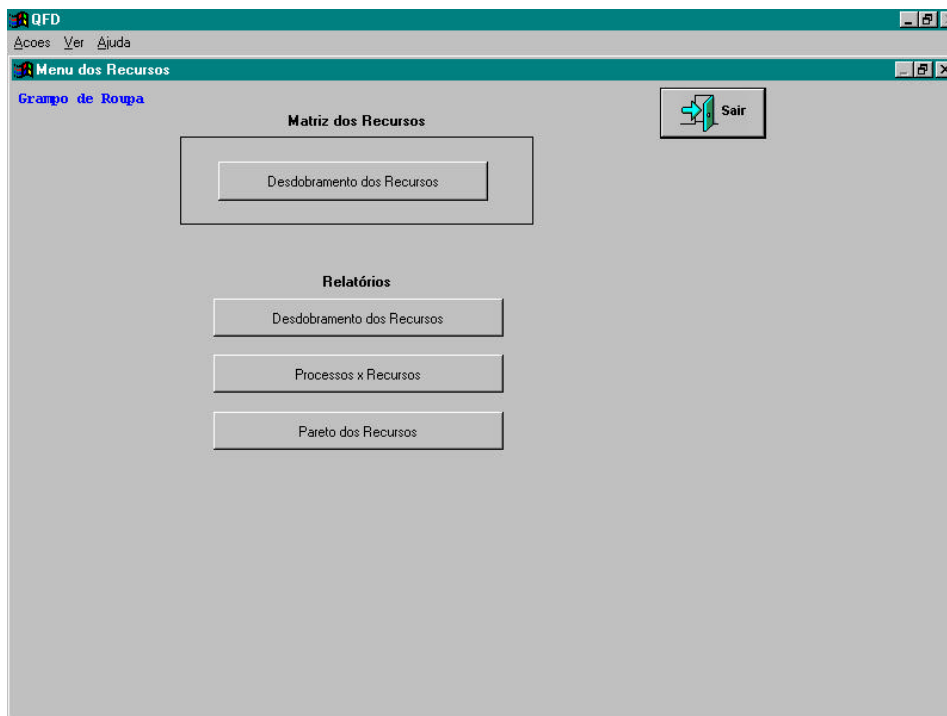 QFD
Acoes Ver Ajuda
Menu dos Recursos
Grampo de Roupa
Sair
Matriz dos Recursos
Desdobramento dos Recursos
Relatórios
Desdobramento dos Recursos
Processos x Recursos
Pareto dos Recursos